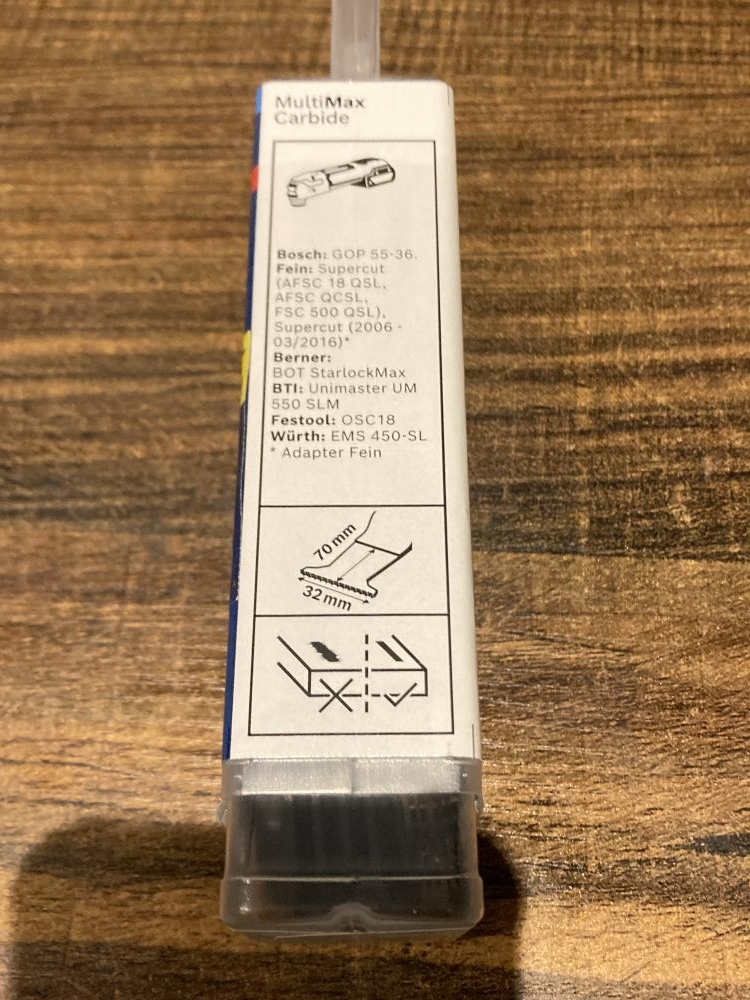 MultiMax
Carbide
Bosch: GOP 55-36.
Fein: Supercut
(AFSC 18 QSL,
AFSC QCSL,
FSC 500 QSL),
Supercut (2006 -
03/2016)*
Berner:
BOT StarlockMax
BTI: Unimaster UM
550 SLM
Festool: OSC18
Würth: EMS 450-SL
* Adapter Fein
70 mm
32 mm